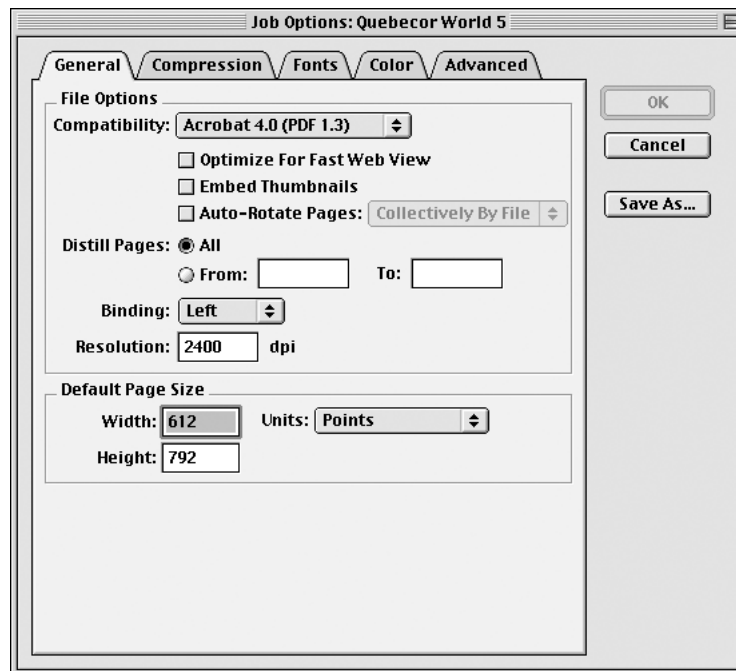 Job Options: Quebecor World 5
General Compression Fonts Color Advanced
File Options
Compatibility: Acrobat 4.0 (PDF 1.3)
Optimize For Fast Web View
Embed Thumbnails
Auto-Rotate Pages: Collectively By File
Distill Pages: All
From: To:
Binding: Left
Resolution: 2400 dpi
Default Page Size
Width: 612 Units: Points
Height: 792
OK
Cancel
Save As...